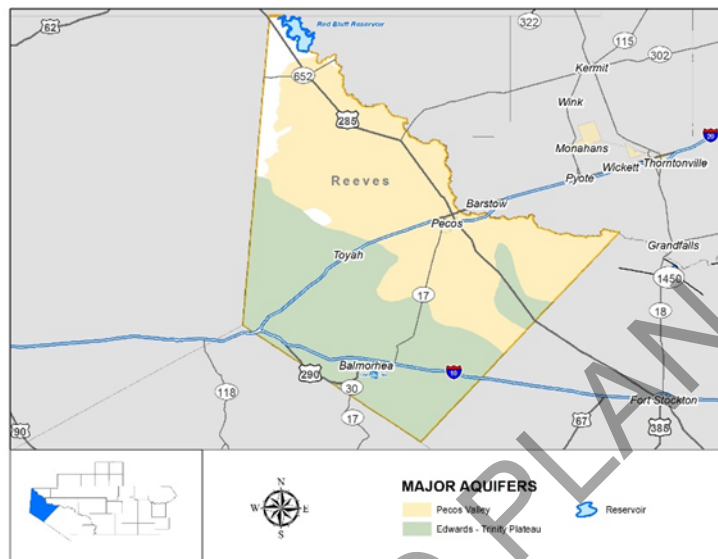 62
Red Bluff Reservoir
322
115
302
652
Kermit
Wink
285
20
Monahans
Thorntonville
Wickett
Pyote
Reeves
Barstow
Pecos
Toyah
Grandfalls
1450
17
18
290
Balmorhea
10
118
30
17
Fort Stockton
90
67
385
N
W E
S
MAJOR AQUIFERS
Pecos Valley
Edwards - Trinity Plateau
Reservoir
PLAN